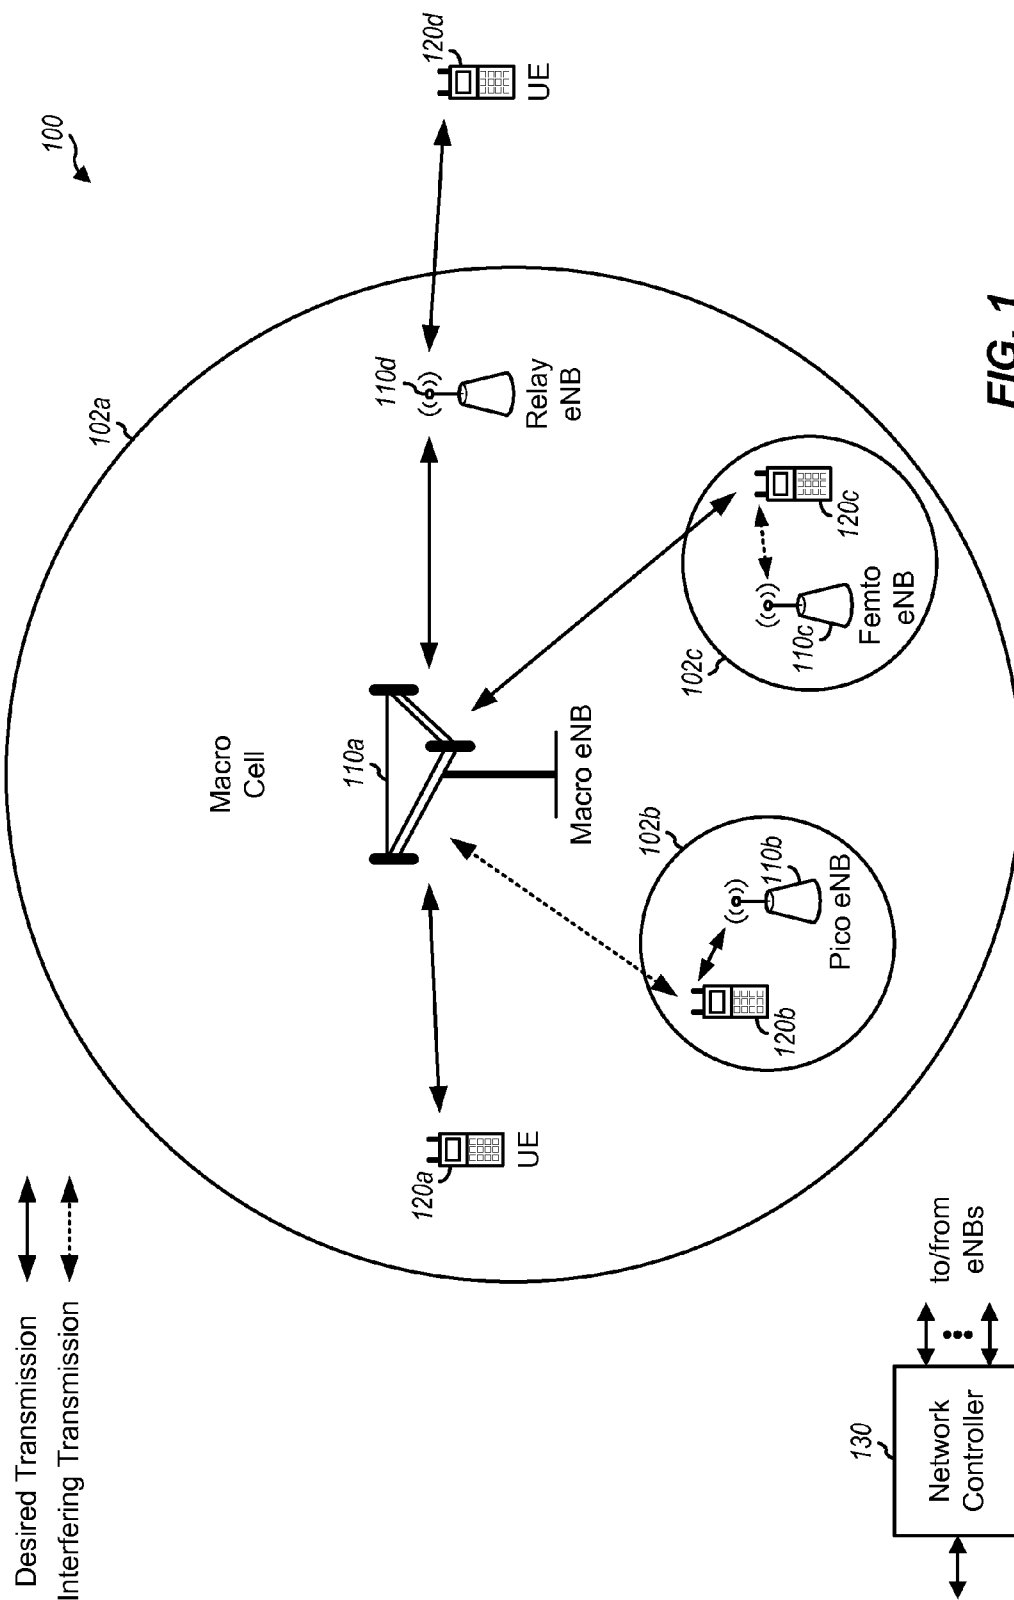 Desired Transmission
Interfering Transmission
100
102a
Macro
Cell
110a
Macro eNB
120a
UE
110d
Relay
eNB
120d
UE
102b
110b
Pico eNB
120b
102c
110c
Femto
eNB
120c
130
Network
Controller
to/from
eNBs
FIG. 1